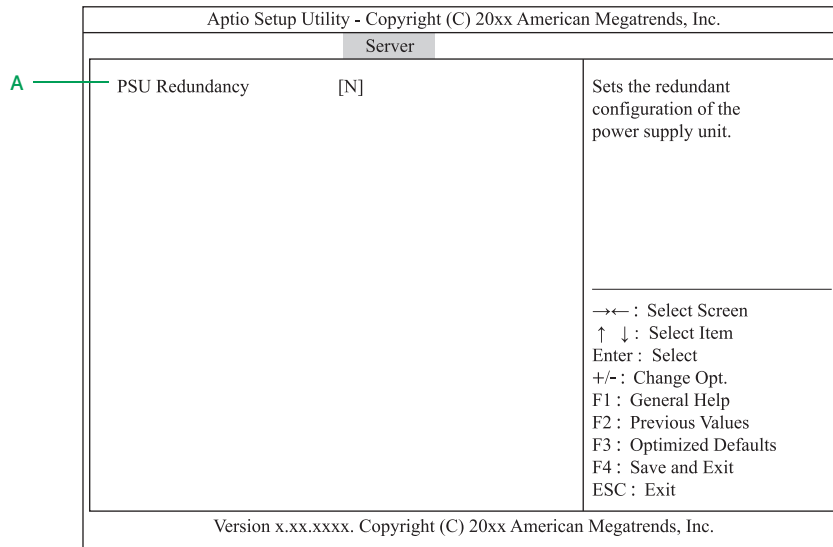 Aptio Setup Utility - Copyright (C) 20xx American Megatrends, Inc.
Server
A
PSU Redundancy [N]
Sets the redundant
configuration of the
power supply unit.
→← : Select Screen
↑ ↓ : Select Item
Enter : Select
+/- : Change Opt.
F1 : General Help
F2 : Previous Values
F3 : Optimized Defaults
F4 : Save and Exit
ESC : Exit
Version x.xx.xxxx. Copyright (C) 20xx American Megatrends, Inc.